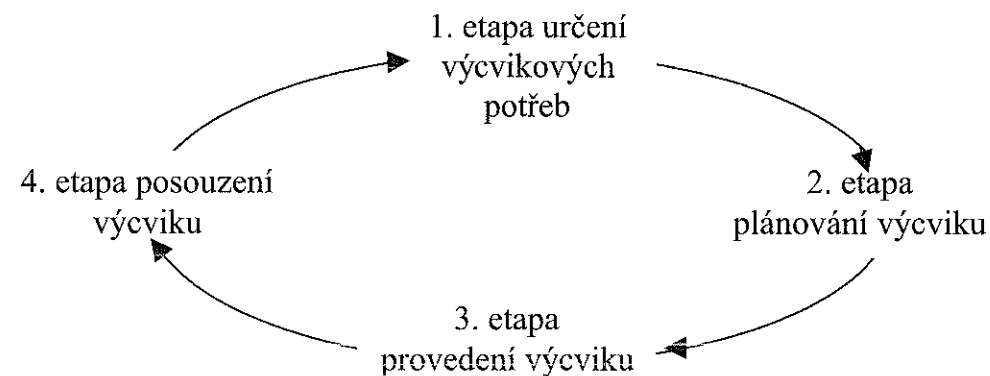 1. etapa určení
výcvikových
potřeb
2. etapa
plánování výcviku
3. etapa
provedení výcviku
4. etapa posouzení
výcviku